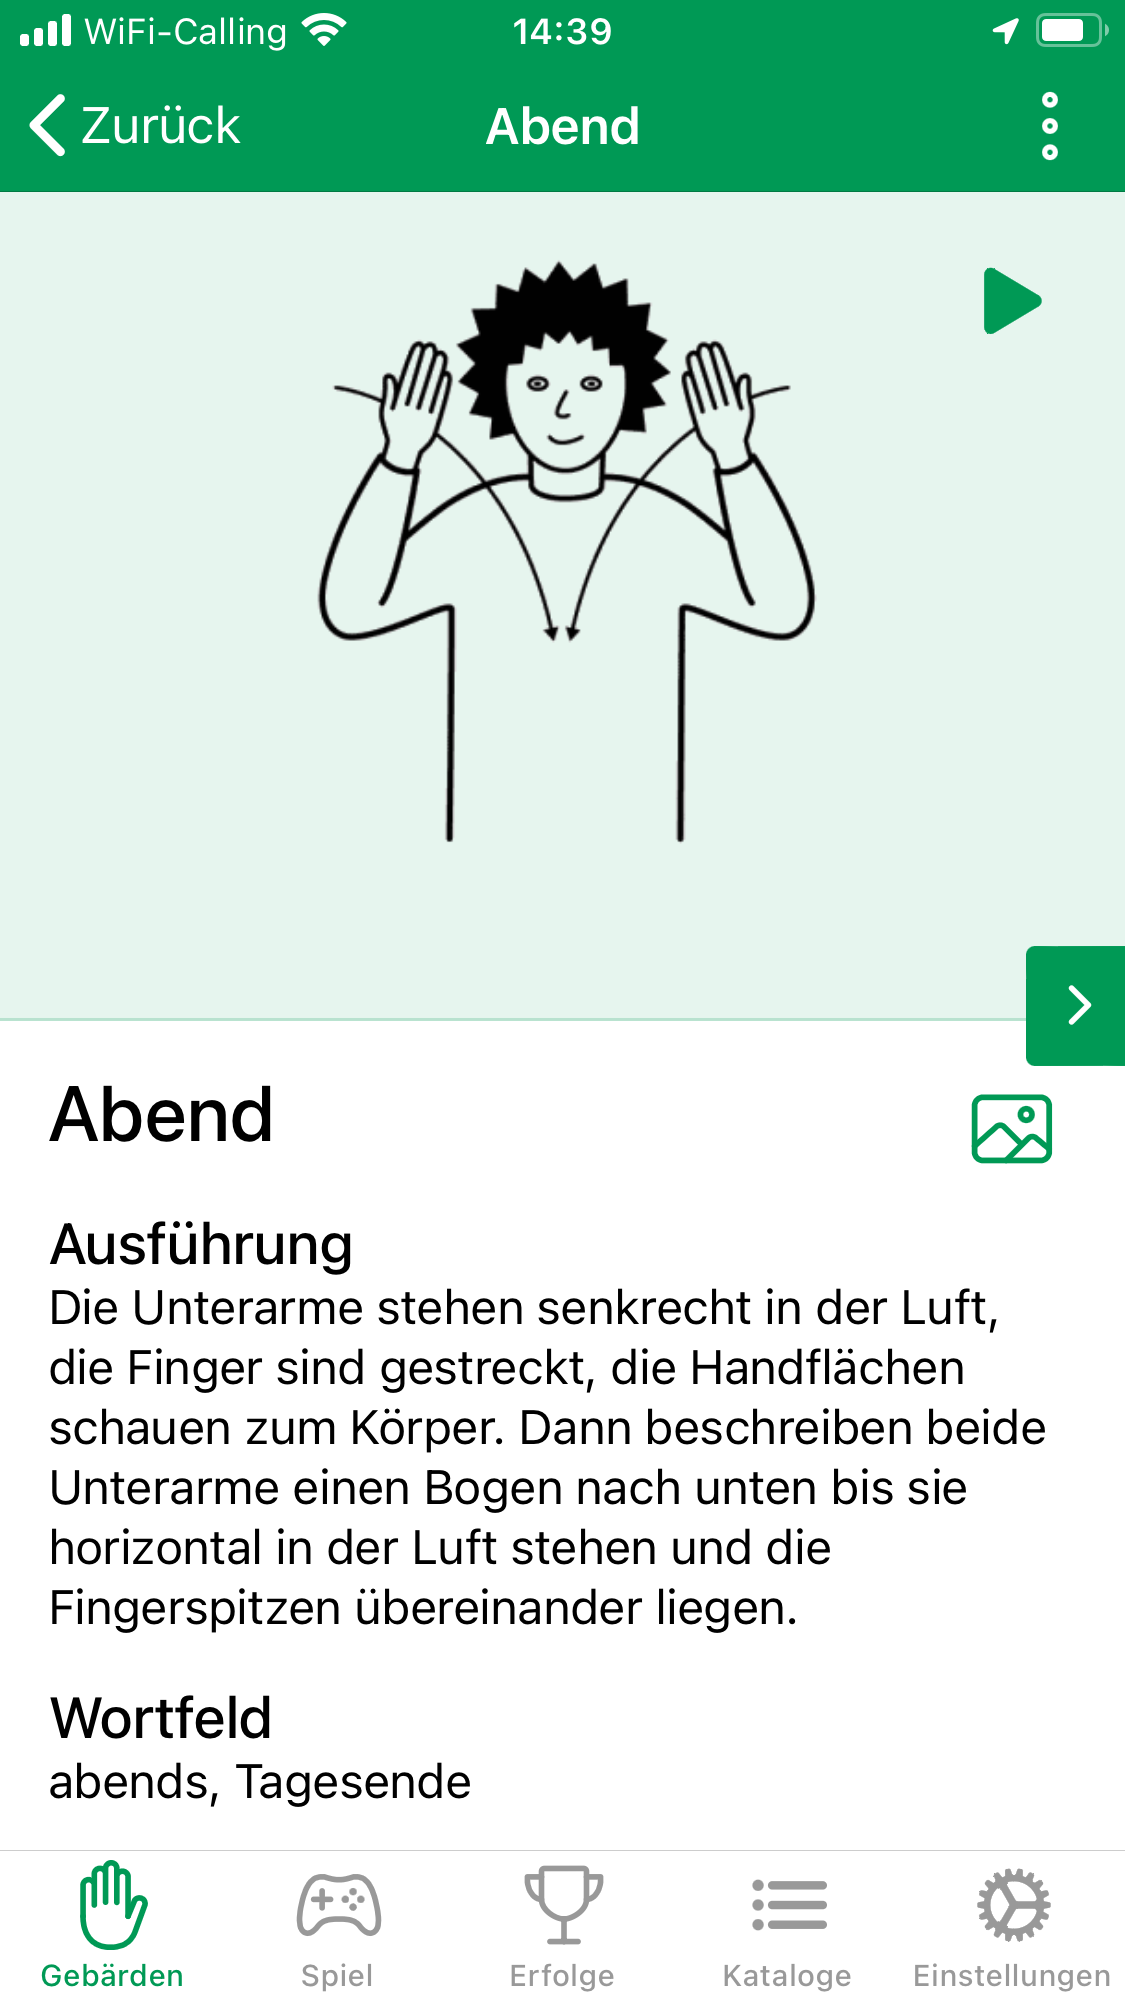 WiFi-Calling 14:39
Zurück Abend
Abend
Ausführung
Die Unterarme stehen senkrecht in der Luft,
die Finger sind gestreckt, die Handflächen
schauen zum Körper. Dann beschreiben beide
Unterarme einen Bogen nach unten bis sie
horizontal in der Luft stehen und die
Fingerspitzen übereinander liegen.
Wortfeld
abends, Tagesende
Gebärden Spiel Erfolge Kataloge Einstellungen